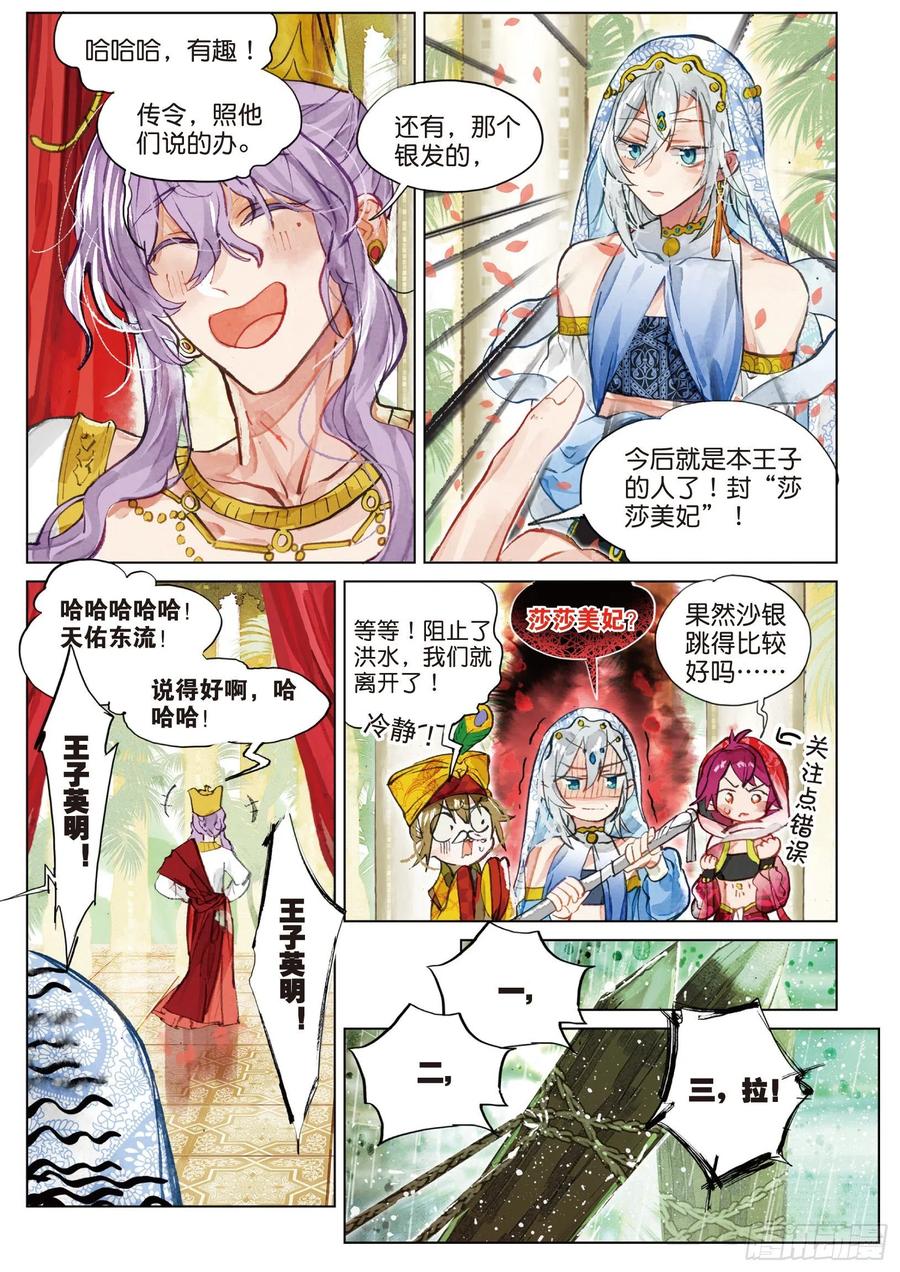 哈哈哈，有趣！
传令，照他
们说的办。
还有，那个
银发的，
今后就是本王子
的人了！封“莎
莎美妃”！
哈哈哈哈哈！
天佑东流！
说得好啊，哈
哈哈！
王子英明！
王子英明！
等等！阻止了
洪水，我们就
离开了！
冷静！
莎莎美妃？
果然沙银
跳得比较
好吗……
关注点错误
一，
二，
三，拉！
腾讯动漫